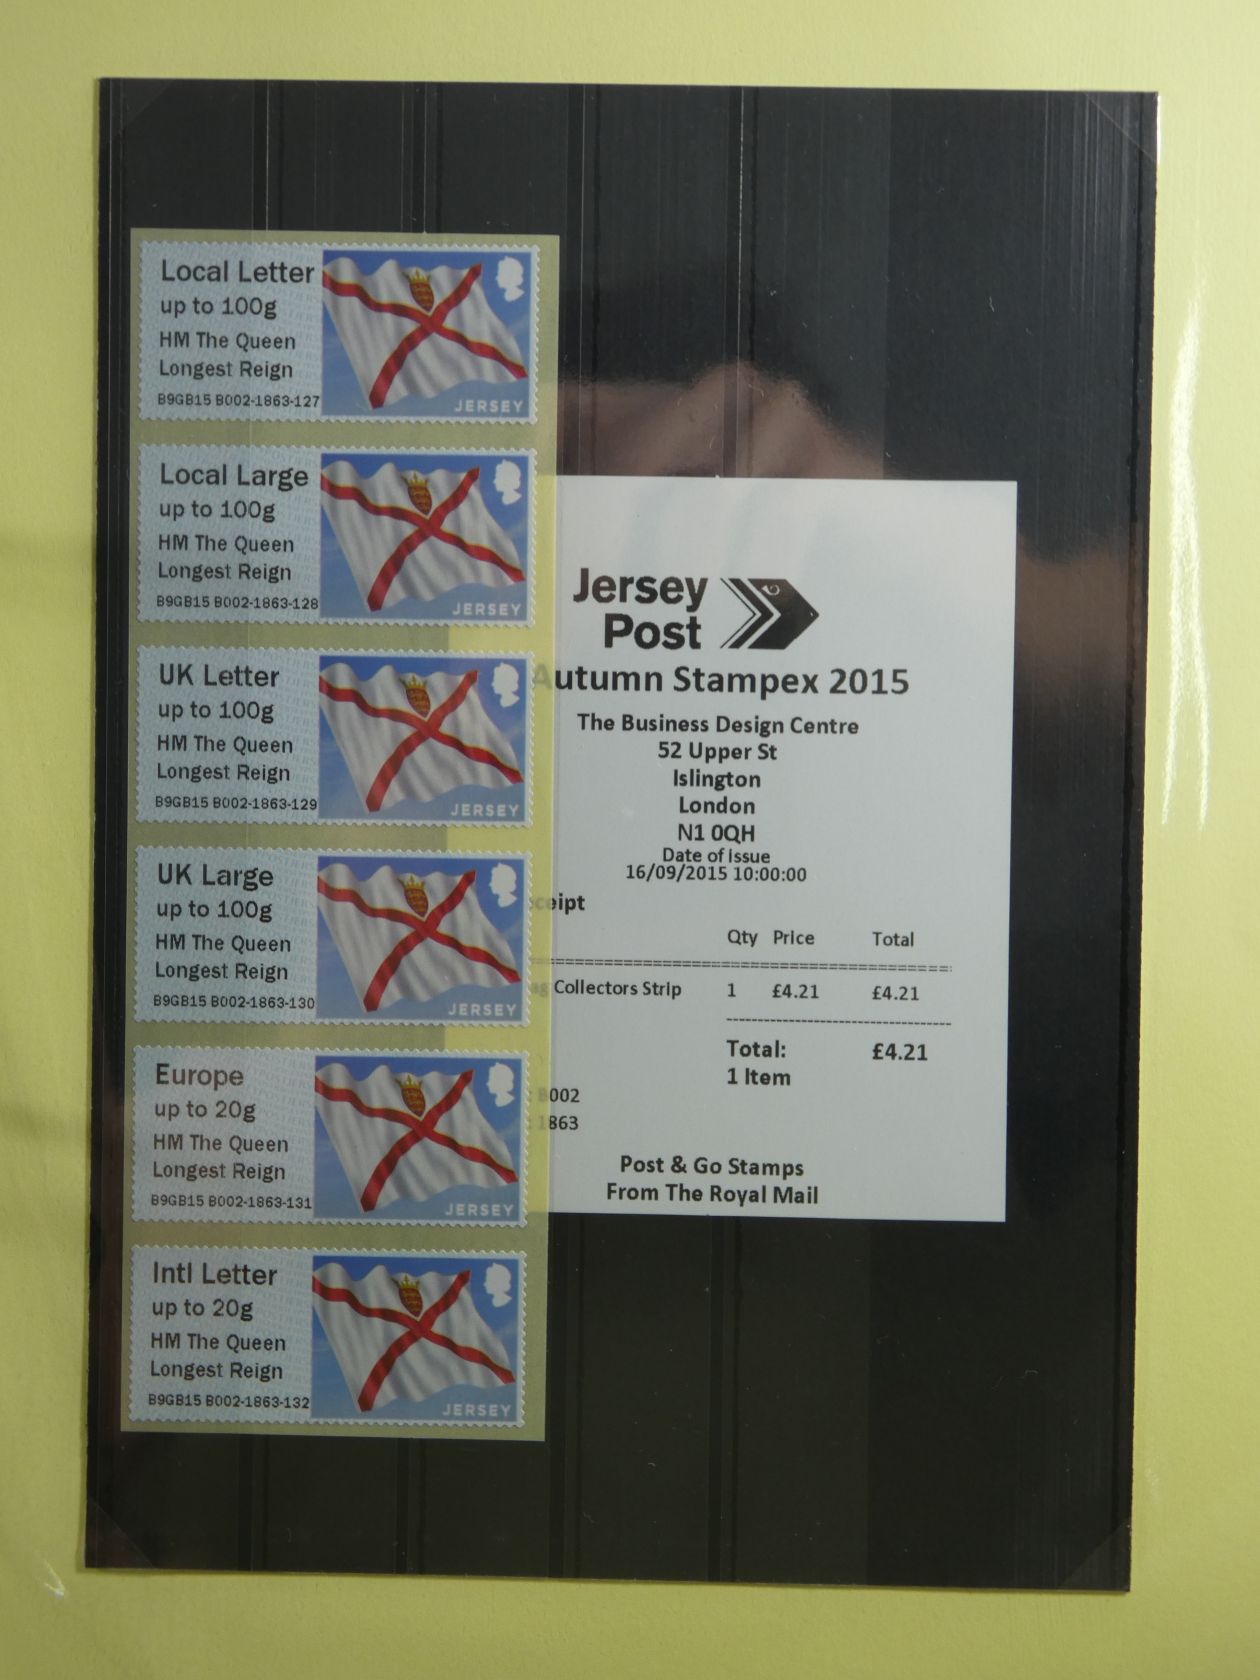 Local Letter
up to 100g
HM The Queen
Longest Reign
B9GB15 B002-1863-127
JERSEY
Local Large
up to 100g
HM The Queen
Longest Reign
B9GB15 B002-1863-128
JERSEY
UK Letter
up to 100g
HM The Queen
Longest Reign
B9GB15 B002-1863-129
JERSEY
UK Large
up to 100g
HM The Queen
Longest Reign
B9GB15 B002-1863-130
JERSEY
Europe
up to 20g
HM The Queen
Longest Reign
B9GB15 B002-1863-131
JERSEY
Intl Letter
up to 20g
HM The Queen
Longest Reign
B9GB15 B002-1863-132
JERSEY
Jersey
Post
Autumn Stampex 2015
The Business Design Centre
52 Upper St
Islington
London
N1 0QH
Date of issue
16/09/2015 10:00:00
ceipt
Qty Price Total
Collectors Strip 1 £4.21 £4.21
Total: £4.21
1 Item
B002
1863
Post & Go Stamps
From The Royal Mail